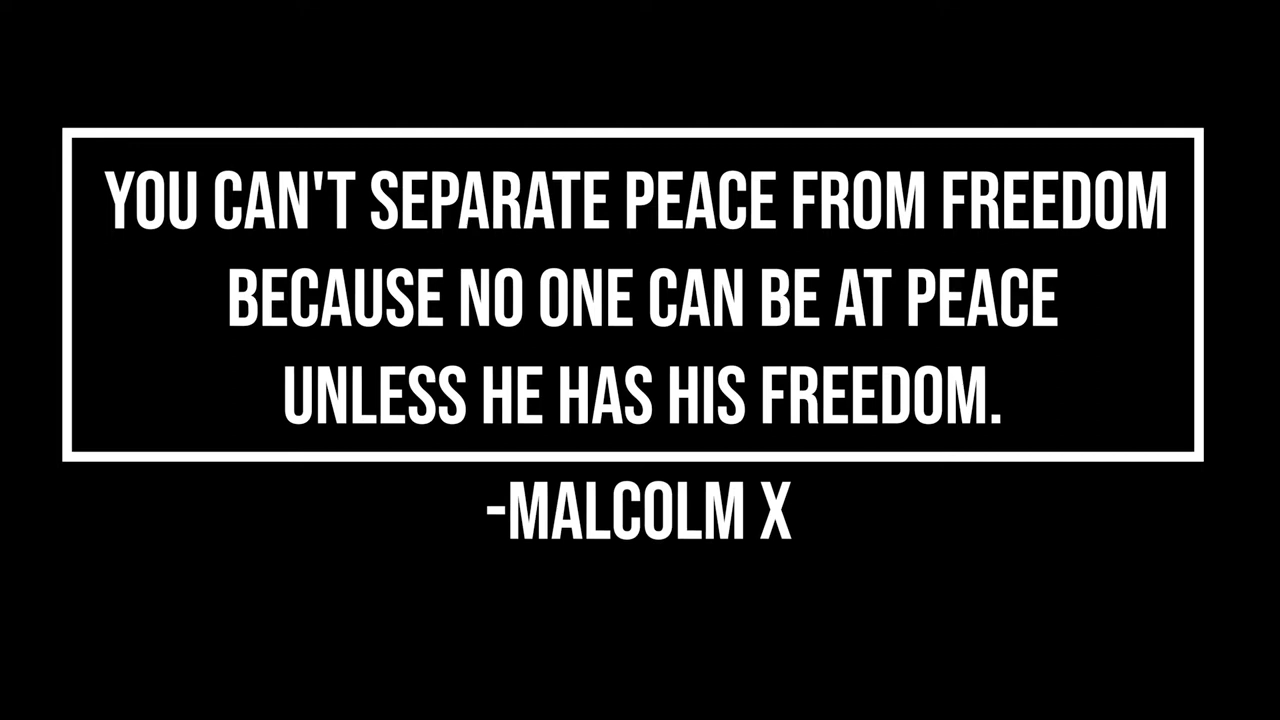 YOU CAN'T SEPARATE PEACE FROM FREEDOM
BECAUSE NO ONE CAN BE AT PEACE
UNLESS HE HAS HIS FREEDOM.
-MALCOLM X